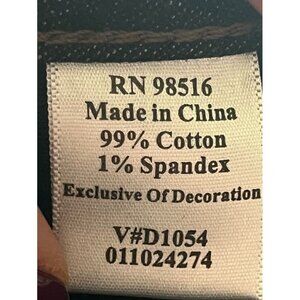 RN 98516
Made in China
99% Cotton
1% Spandex
Exclusive Of Decoration
V#D1054
011024274